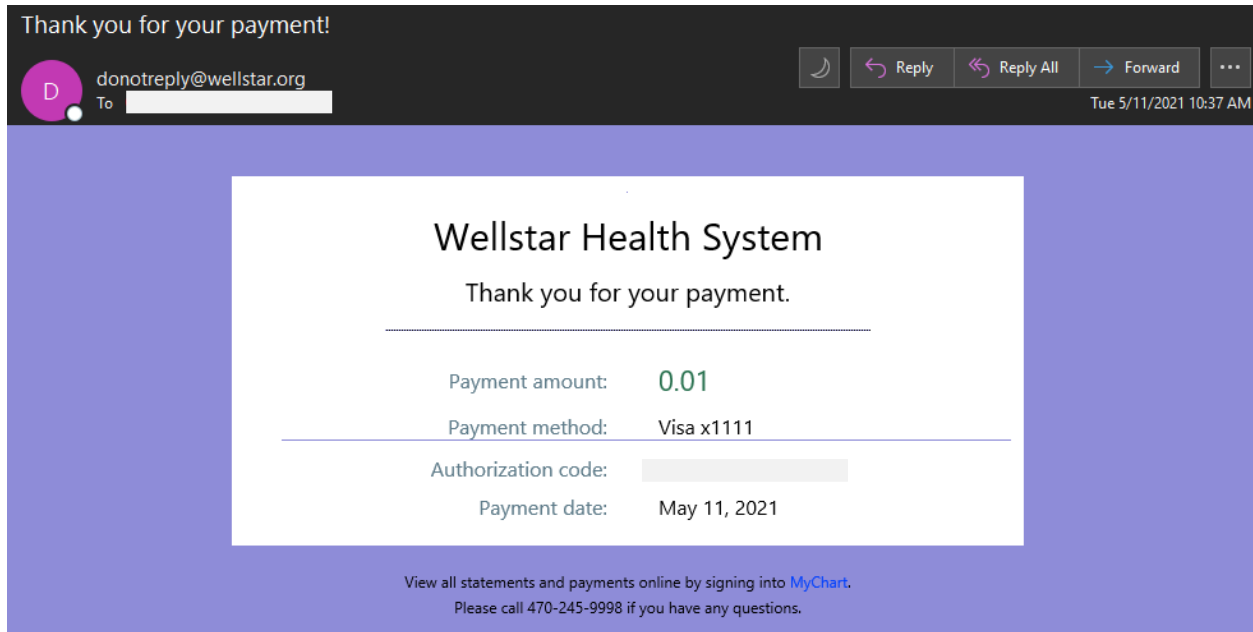 Thank you for your payment!
D
donotreply@wellstar.org
To
Reply
Reply All
Forward
...
Tue 5/11/2021 10:37 AM
Wellstar Health System
Thank you for your payment.
Payment amount: 0.01
Payment method: Visa x1111
Authorization code:
Payment date: May 11, 2021
View all statements and payments online by signing into MyChart.
Please call 470-245-9998 if you have any questions.